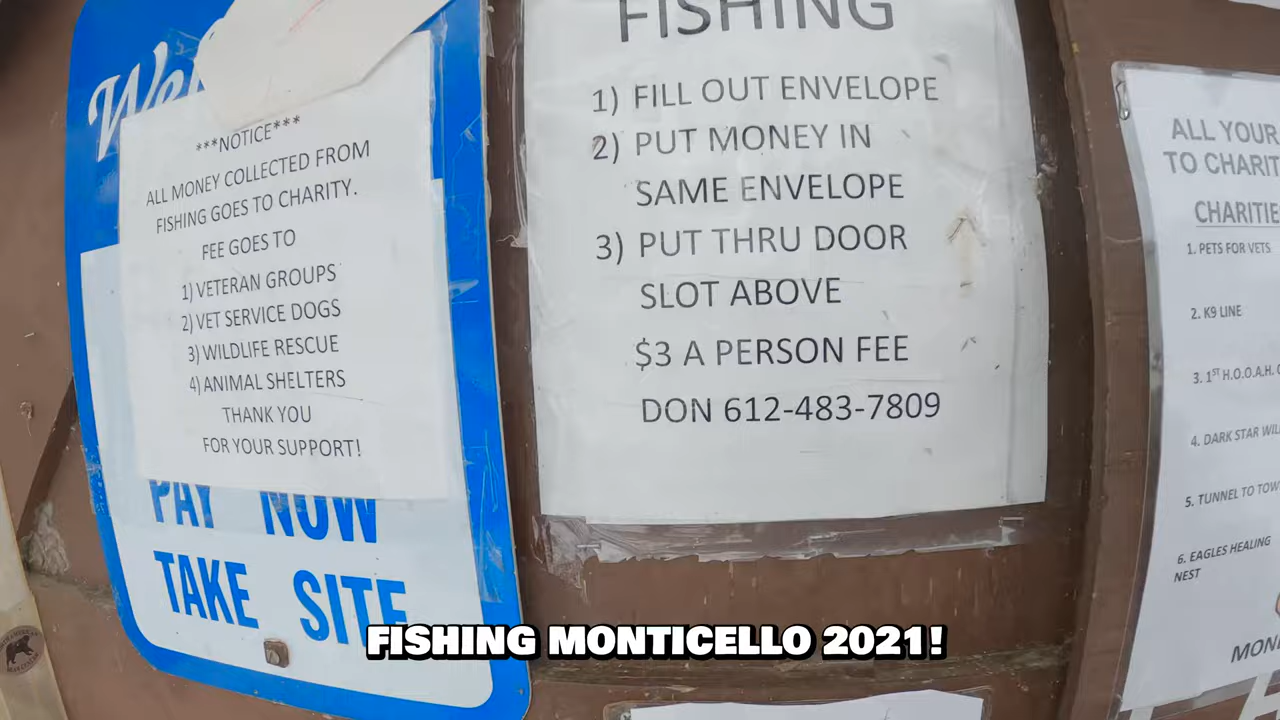 ***NOTICE***
ALL MONEY COLLECTED FROM
FISHING GOES TO CHARITY.
FEE GOES TO
1) VETERAN GROUPS
2) VET SERVICE DOGS
3) WILDLIFE RESCUE
4) ANIMAL SHELTERS
THANK YOU
FOR YOUR SUPPORT!
PAY NOW
TAKE SITE
FISHING
1) FILL OUT ENVELOPE
2) PUT MONEY IN
SAME ENVELOPE
3) PUT THRU DOOR
SLOT ABOVE
$3 A PERSON FEE
DON 612-483-7809
ALL YOUR
TO CHARIT
CHARITIE
1. PETS FOR VETS
2. K9 LINE
3. 1ST H.O.O.A.H.
4. DARK STAR WIL
5. TUNNEL TO TOW
6. EAGLES HEALING
NEST
MON
FISHING MONTICELLO 2021!